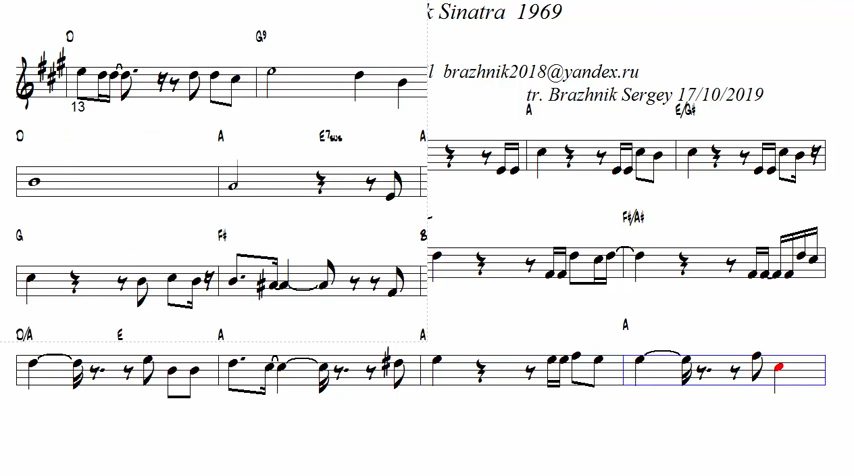 k Sinatra 1969
D G9
l brazhnik2018@yandex.ru
tr. Brazhnik Sergey 17/10/2019
13
A E/G#
D A E7sus A
F#/A#
G F#
A
D/A E A A